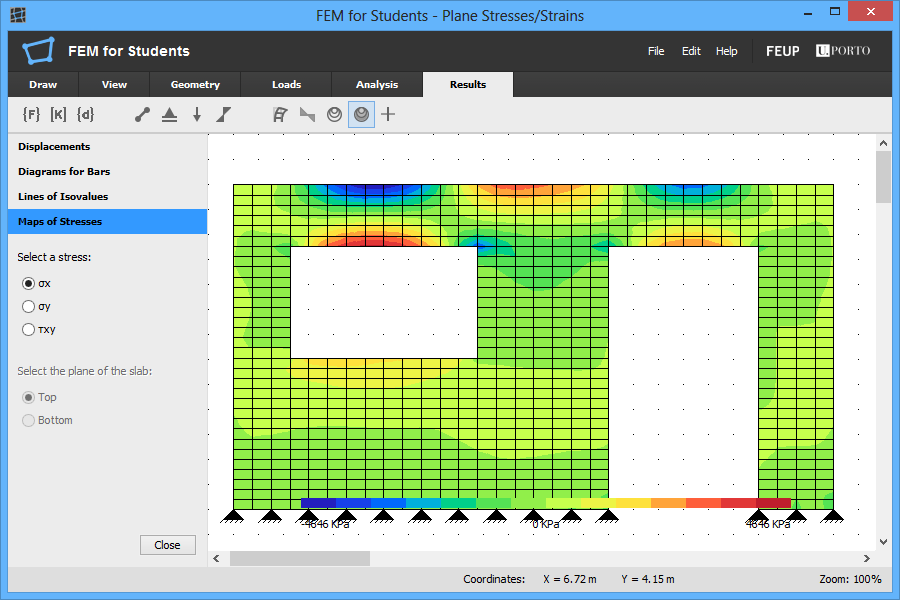 FEM for Students - Plane Stresses/Strains
FEM for Students
File Edit Help FEUP U.PORTO
Draw View Geometry Loads Analysis Results
{F} [K] {d}
Displacements
Diagrams for Bars
Lines of Isovalues
Maps of Stresses
Select a stress:
σx
σy
τxy
Select the plane of the slab:
Top
Bottom
-4646 KPa 0 KPa 4646 KPa
Close
Coordinates: X = 6.72 m Y = 4.15 m Zoom: 100%